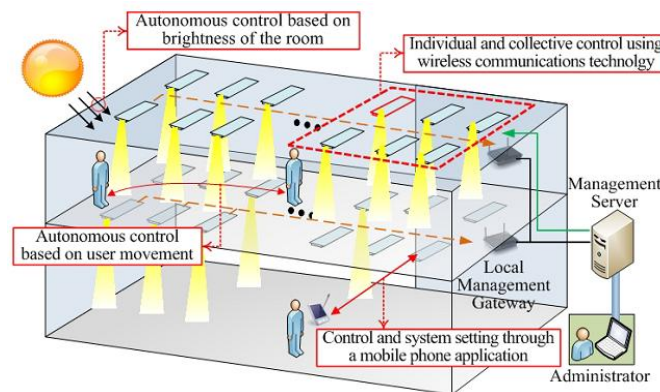 Autonomous control based on
brightness of the room
Individual and collective control using
wireless communications technolgy
Management
Server
Autonomous control
based on user movement
Local
Management
Gateway
Control and system setting through
a mobile phone application
Administrator